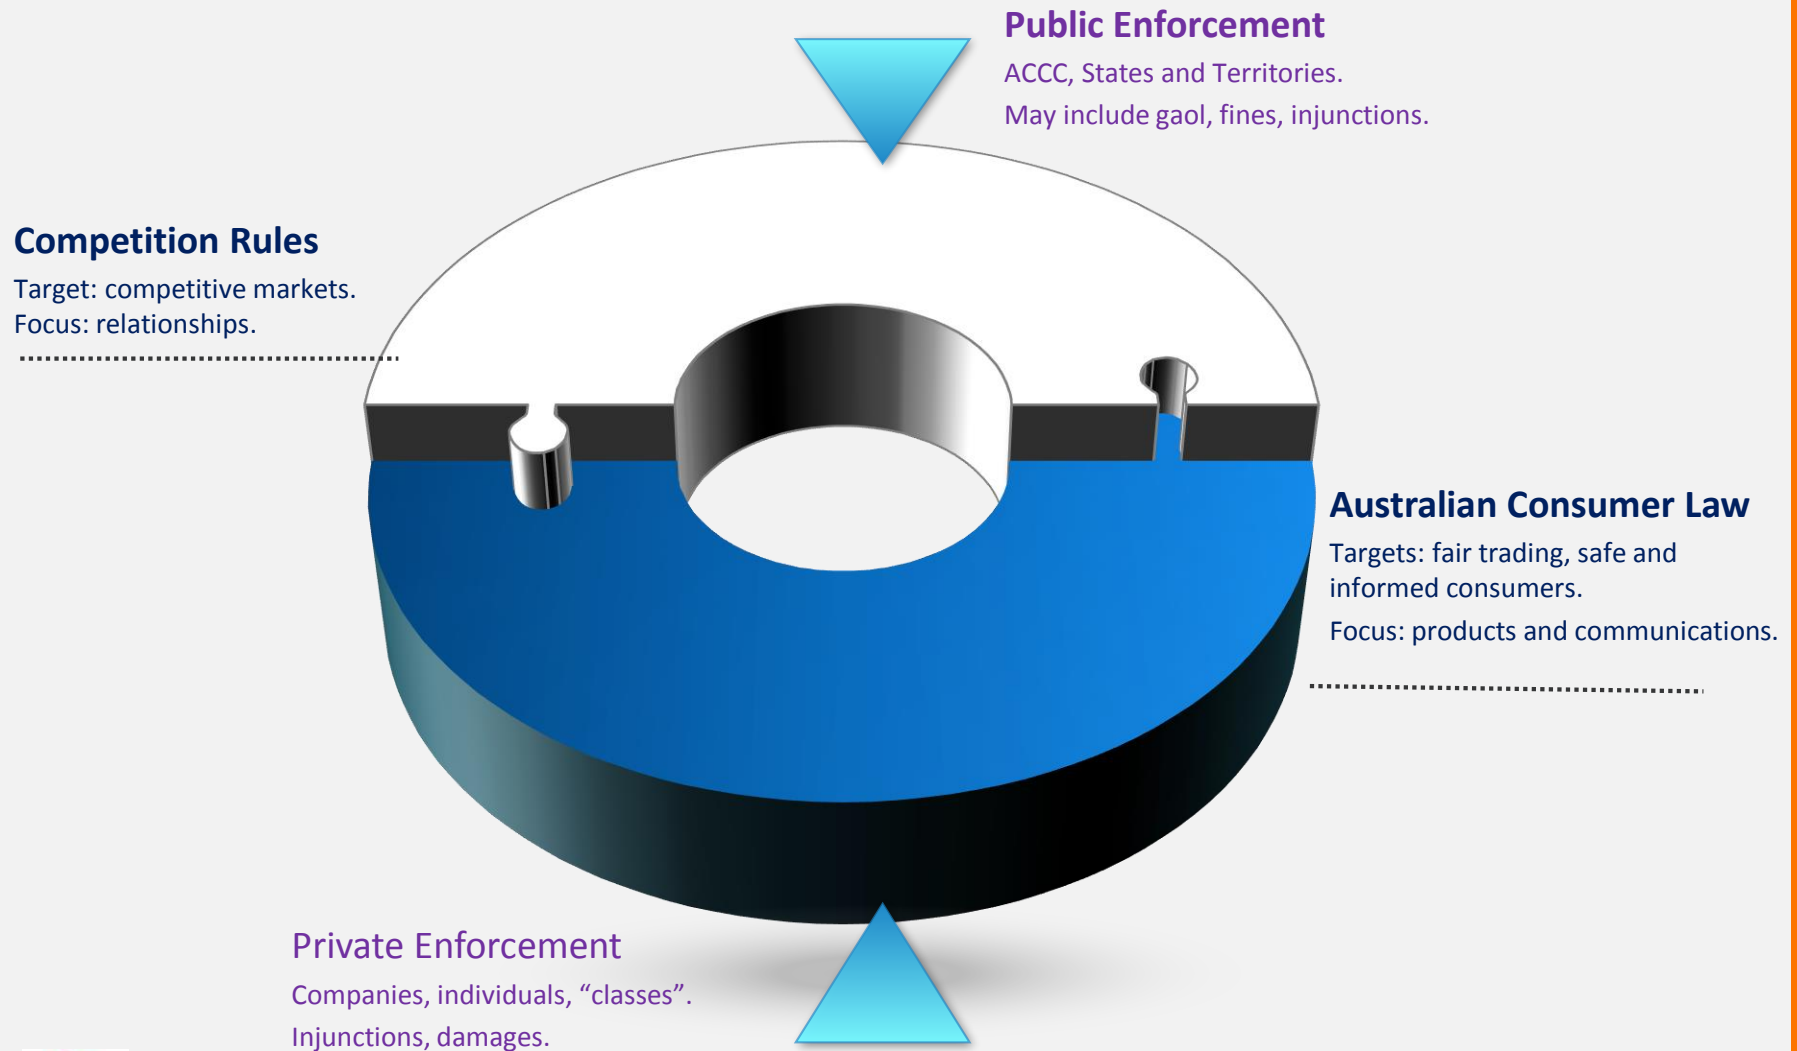 Public Enforcement
ACCC, States and Territories.
May include gaol, fines, injunctions.
Competition Rules
Target: competitive markets.
Focus: relationships.
Australian Consumer Law
Targets: fair trading, safe and
informed consumers.
Focus: products and communications.
Private Enforcement
Companies, individuals, “classes”.
Injunctions, damages.